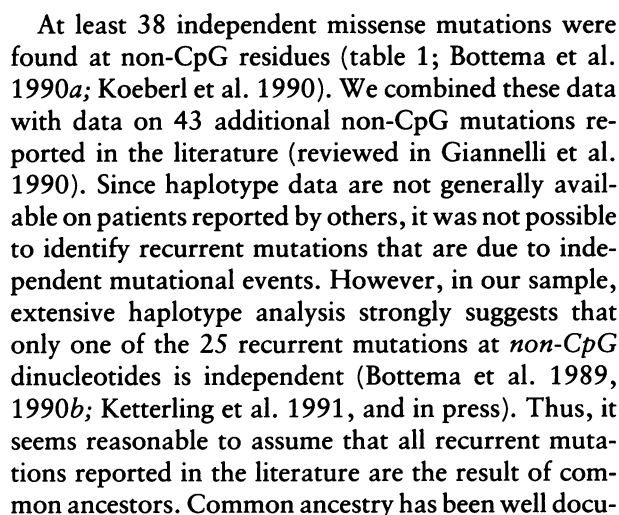 At least 38 independent missense mutations were
found at non-CpG residues (table 1; Bottema et al.
1990a; Koeberl et al. 1990). We combined these data
with data on 43 additional non-CpG mutations re-
ported in the literature (reviewed in Giannelli et al.
1990). Since haplotype data are not generally avail-
able on patients reported by others, it was not possible
to identify recurrent mutations that are due to inde-
pendent mutational events. However, in our sample,
extensive haplotype analysis strongly suggests that
only one of the 25 recurrent mutations at non-CpG
dinucleotides is independent (Bottema et al. 1989,
1990b; Ketterling et al. 1991, and in press). Thus, it
seems reasonable to assume that all recurrent muta-
tions reported in the literature are the result of com-
mon ancestors. Common ancestry has been well docu-